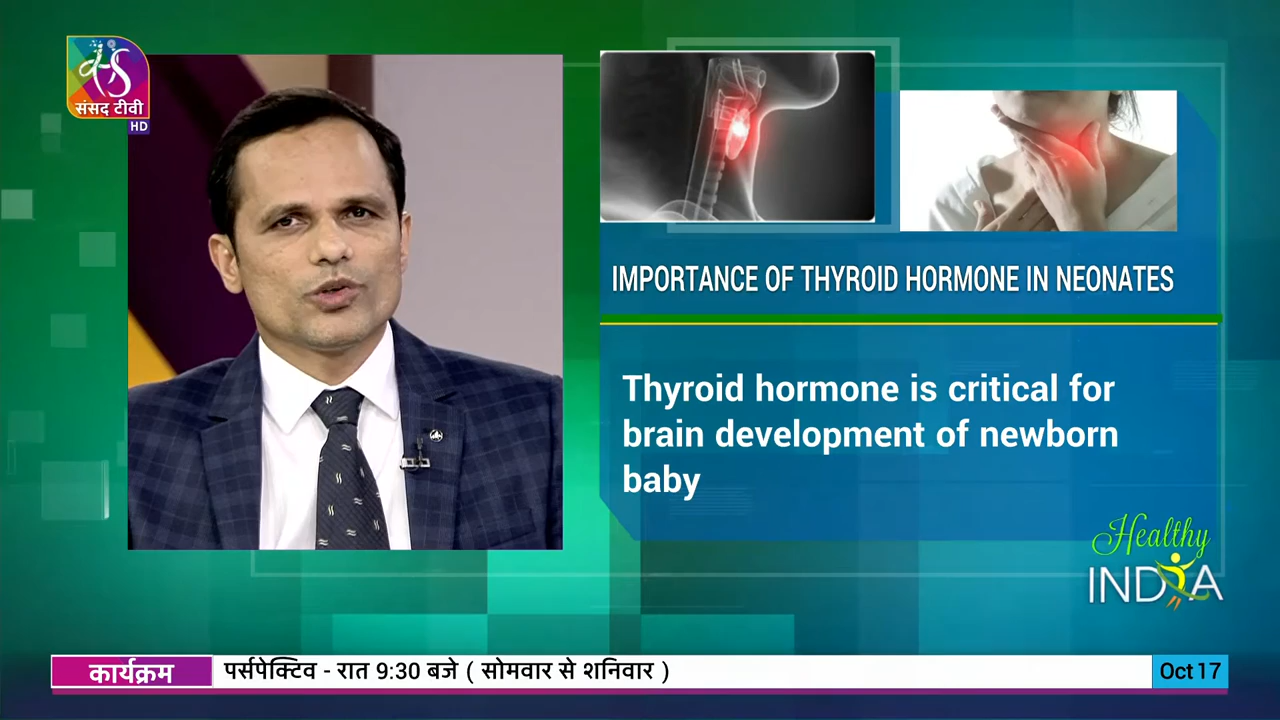 संसद टीवी
HD
IMPORTANCE OF THYROID HORMONE IN NEONATES
Thyroid hormone is critical for
brain development of newborn
baby
Healthy
INDIA
कार्यक्रम
पर्सपेक्टिव - रात 9:30 बजे ( सोमवार से शनिवार )
Oct 17